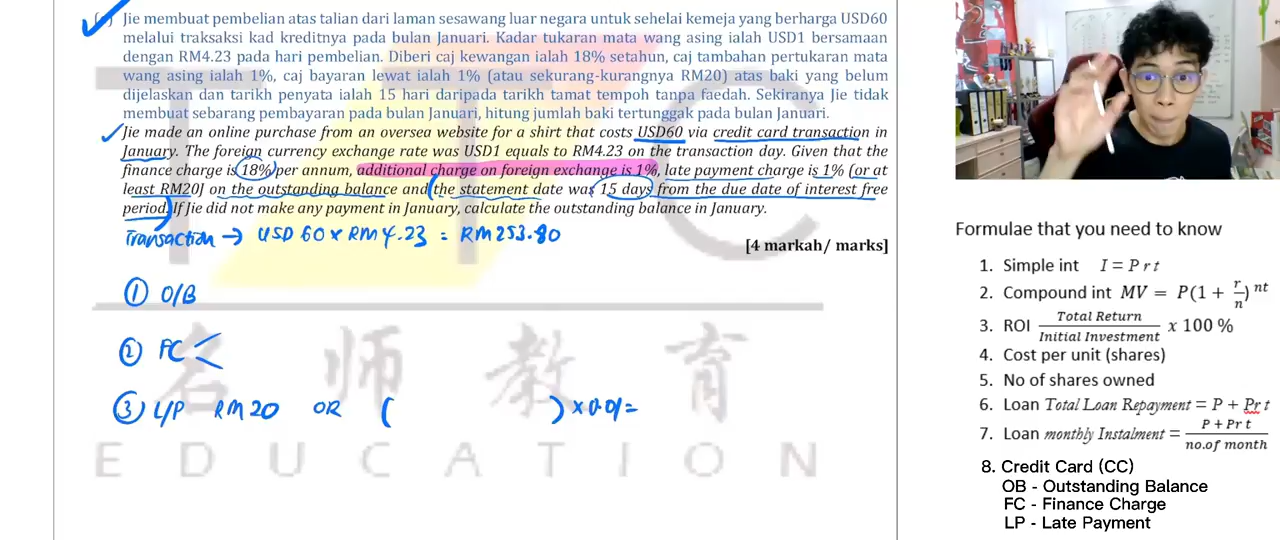 Jie membuat pembelian atas talian dari laman sesawang luar negara untuk sehelai kemeja yang berharga USD60
melalui traksaksi kad kreditnya pada bulan Januari. Kadar tukaran mata wang asing ialah USD1 bersamaan
dengan RM4.23 pada hari pembelian. Diberi caj kewangan ialah 18% setahun, caj tambahan pertukaran mata
wang asing ialah 1%, caj bayaran lewat ialah 1% (atau sekurang-kurangnya RM20) atas baki yang belum
dijelaskan dan tarikh penyata ialah 15 hari daripada tarikh tamat tempoh tanpa faedah. Sekiranya Jie tidak
membuat sebarang pembayaran pada bulan Januari, hitung jumlah baki tertunggak pada bulan Januari.
Jie made an online purchase from an oversea website for a shirt that costs USD60 via credit card transaction in
January. The foreign currency exchange rate was USD1 equals to RM4.23 on the transaction day. Given that the
finance charge is 18% per annum, additional charge on foreign exchange is 1%, late payment charge is 1% (or at
least RM20) on the outstanding balance and the statement date was 15 days from the due date of interest free
period. If Jie did not make any payment in January, calculate the outstanding balance in January.
Transaction → USD 60 × RM 4.23 = RM 253.80
[4 markah/ marks]
① O/B
② FC <
③ L/P RM 20 OR ( ) × 0.01 =
名 师 教 育
E D U C A T I O N
Formulae that you need to know
1. Simple int I = P r t
2. Compound int MV = P(1 + r/n)^nt
3. ROI Total Return / Initial Investment x 100 %
4. Cost per unit (shares)
5. No of shares owned
6. Loan Total Loan Repayment = P + Pr t
7. Loan monthly Instalment = P + Pr t / no.of month
8. Credit Card (CC)
OB - Outstanding Balance
FC - Finance Charge
LP - Late Payment